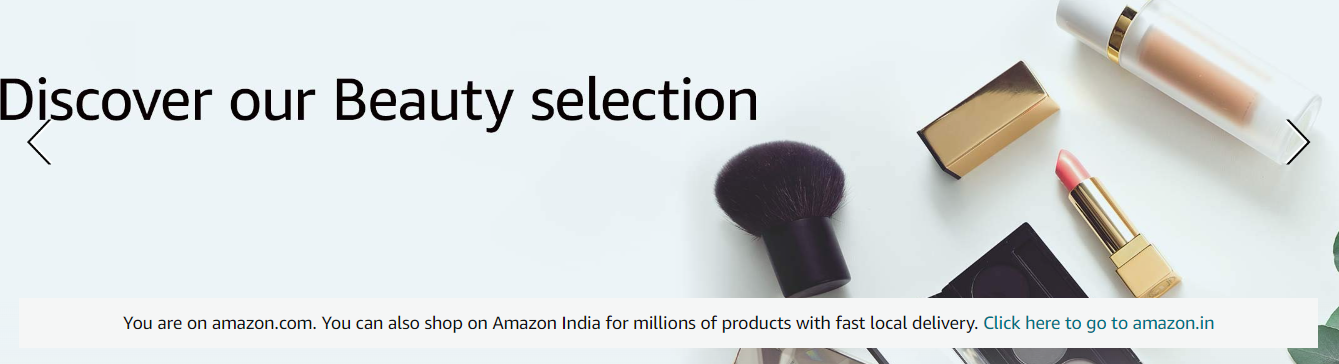 Discover our Beauty selection
You are on amazon.com. You can also shop on Amazon India for millions of products with fast local delivery. Click here to go to amazon.in